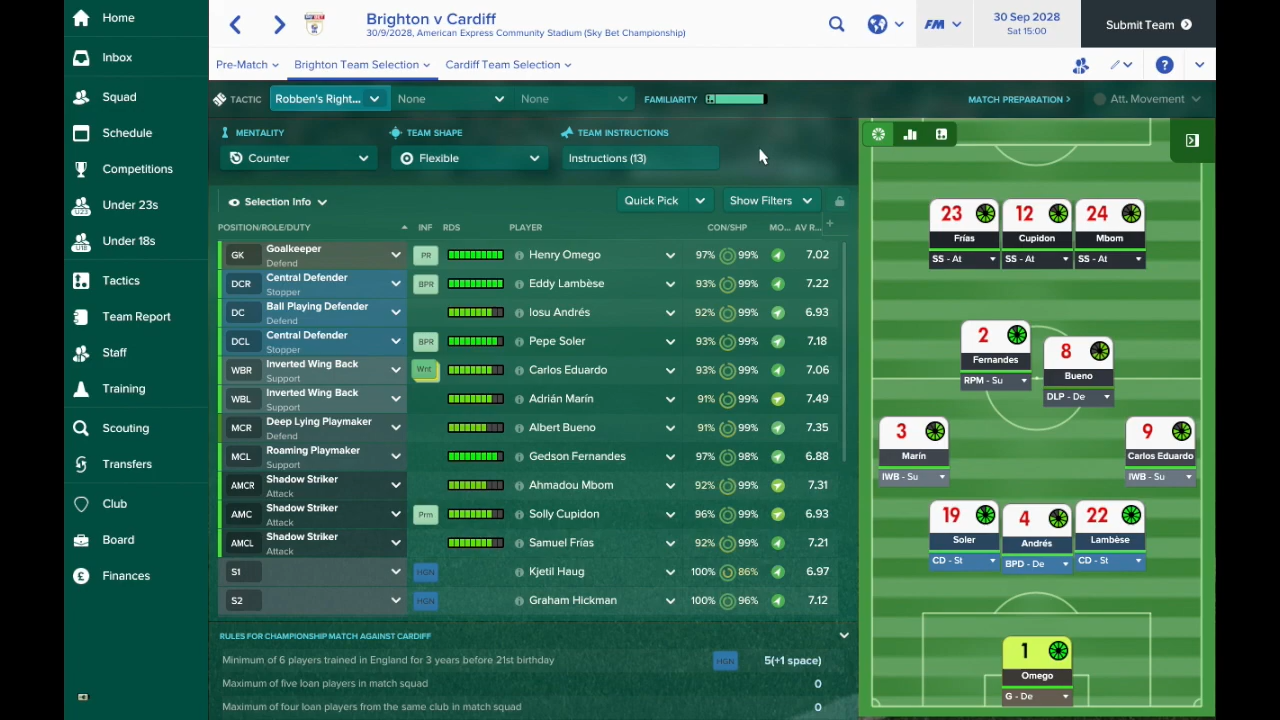 Home
Inbox
Squad
Schedule
Competitions
Under 23s
Under 18s
Tactics
Team Report
Staff
Training
Scouting
Transfers
Club
Board
Finances
Brighton v Cardiff
30/9/2028, American Express Community Stadium (Sky Bet Championship)
FM
30 Sep 2028
Sat 15:00
Submit Team
Pre-Match
Brighton Team Selection
Cardiff Team Selection
TACTIC
Robben's Right...
None
None
FAMILIARITY
MATCH PREPARATION >
Att. Movement
MENTALITY
Counter
TEAM SHAPE
Flexible
TEAM INSTRUCTIONS
Instructions (13)
Selection Info
Quick Pick
Show Filters
POSITION/ROLE/DUTY INF RDS PLAYER CON/SHP MO... AV R...
GK Goalkeeper Defend PR Henry Omego 97% 99% 7.02
DCR Central Defender Stopper BPR Eddy Lambèse 93% 99% 7.22
DC Ball Playing Defender Defend Iosu Andrés 92% 99% 6.93
DCL Central Defender Stopper BPR Pepe Soler 93% 99% 7.18
WBR Inverted Wing Back Support Wnt Carlos Eduardo 93% 99% 7.06
WBL Inverted Wing Back Support Adrián Marín 91% 99% 7.49
MCR Deep Lying Playmaker Defend Albert Bueno 91% 99% 7.35
MCL Roaming Playmaker Support Gedson Fernandes 97% 98% 6.88
AMCR Shadow Striker Attack Ahmadou Mbom 92% 99% 7.31
AMC Shadow Striker Attack Prm Solly Cupidon 96% 99% 6.93
AMCL Shadow Striker Attack Samuel Frías 92% 99% 7.21
S1 HGN Kjetil Haug 100% 86% 6.97
S2 HGN Graham Hickman 100% 96% 7.12
RULES FOR CHAMPIONSHIP MATCH AGAINST CARDIFF
Minimum of 6 players trained in England for 3 years before 21st birthday HGN 5(+1 space)
Maximum of five loan players in match squad 0
Maximum of four loan players from the same club in match squad 0
23 12 24
Frías Cupidon Mbom
SS - At SS - At SS - At
2
Fernandes
RPM - Su
8
Bueno
DLP - De
3
Marín
IWB - Su
9
Carlos Eduardo
IWB - Su
19
Soler
CD - St
4
Andrés
BPD - De
22
Lambèse
CD - St
1
Omego
G - De